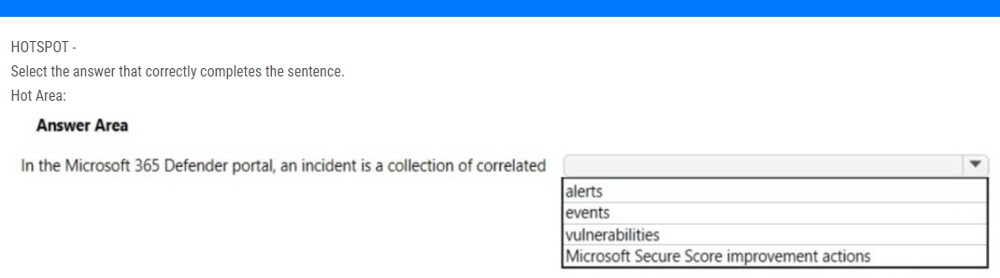 HOTSPOT -
Select the answer that correctly completes the sentence.
Hot Area:
Answer Area
In the Microsoft 365 Defender portal, an incident is a collection of correlated
alerts
events
vulnerabilities
Microsoft Secure Score improvement actions